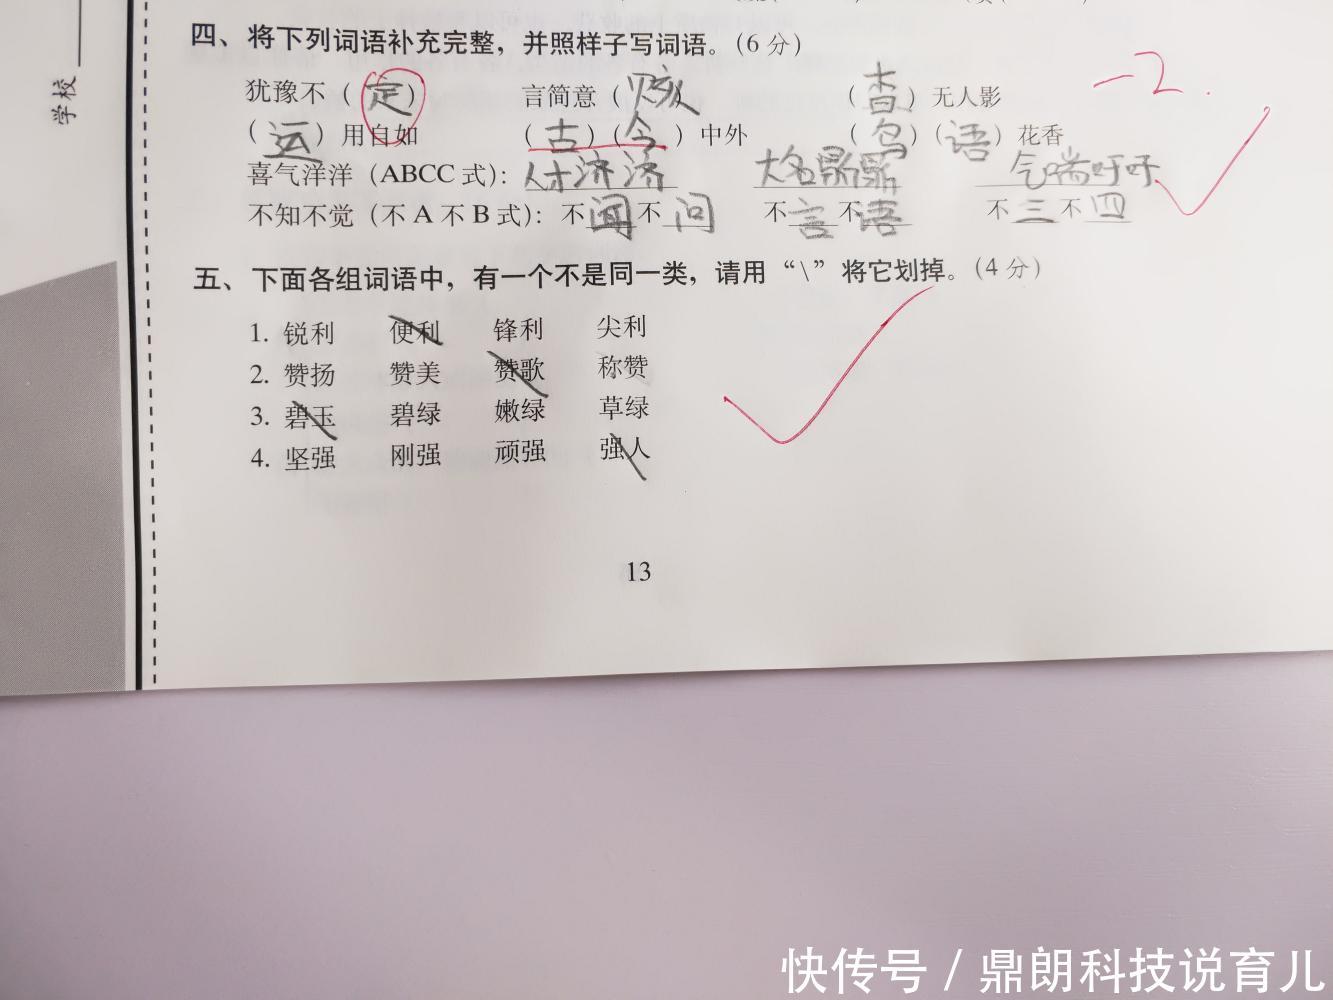 学校
四、将下列词语补充完整，并照样子写词语。（6 分）
-2.
犹豫不（定） 言简意（赅） （杳）无人影
（运）用自如 （古）（今）中外 （鸟）（语）花香
喜气洋洋（ABCC 式）：人才济济 大名鼎鼎 气喘吁吁
不知不觉（不 A 不 B 式）：不闻不问 不言不语 不三不四
五、下面各组词语中，有一个不是同一类，请用“\”将它划掉。（4 分）
1. 锐利 便利 锋利 尖利
2. 赞扬 赞美 赞歌 称赞
3. 碧玉 碧绿 嫩绿 草绿
4. 坚强 刚强 顽强 强人
13
快传号 / 鼎朗科技说育儿